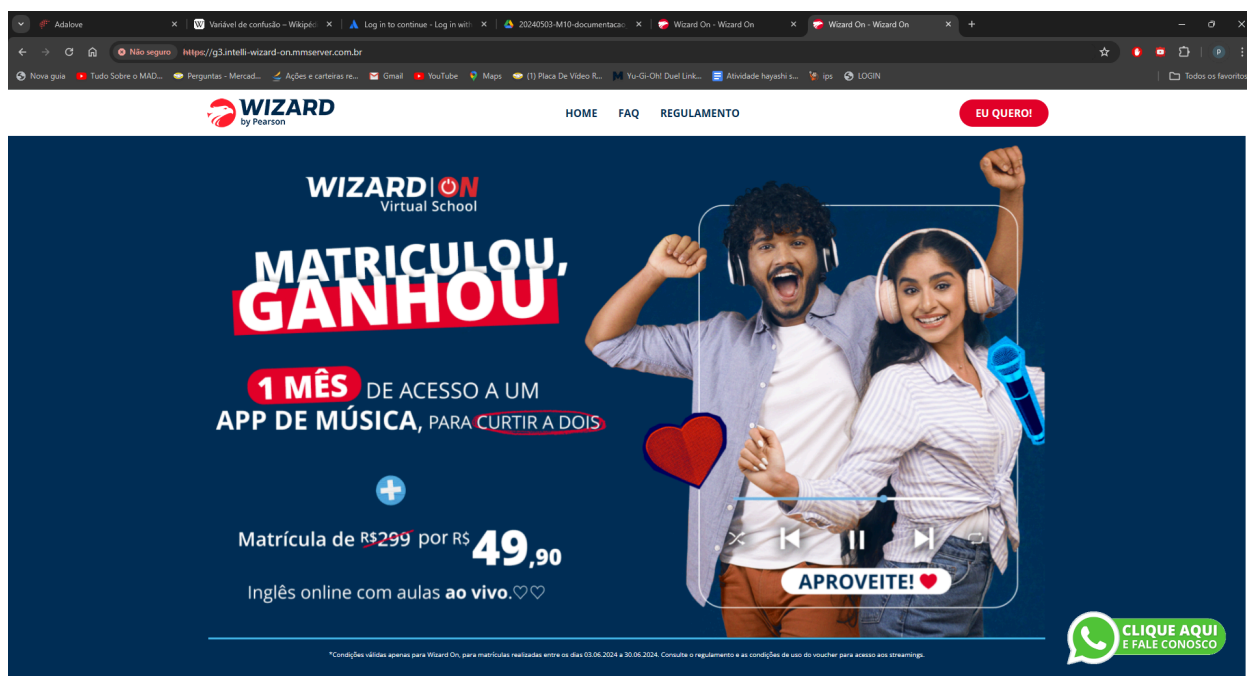 Adalove
Variável de confusão – Wikipéd
Log in to continue - Log in with
20240503-M10-documentacao
Wizard On - Wizard On
Wizard On - Wizard On
Não seguro
https://g3.intelli-wizard-on.mmserver.com.br
Nova guia
Tudo Sobre o MAD...
Perguntas - Mercad...
Ações e carteiras re...
Gmail
YouTube
Maps
(1) Placa De Vídeo R...
Yu-Gi-Oh! Duel Link...
Atividade hayashi s...
ips
LOGIN
Todos os favoritos
WIZARD
by Pearson
HOME
FAQ
REGULAMENTO
EU QUERO!
WIZARD ON
Virtual School
MATRICULOU,
GANHOU
1 MÊS DE ACESSO A UM
APP DE MÚSICA, PARA CURTIR A DOIS
+
Matrícula de R$299 por R$ 49,90
Inglês online com aulas ao vivo.♡♡
APROVEITE!
CLIQUE AQUI
E FALE CONOSCO
*Condições válidas apenas para Wizard On, para matrículas realizadas entre os dias 03.06.2024 a 30.06.2024. Consulte o regulamento e as condições de uso do voucher para acesso aos streamings.